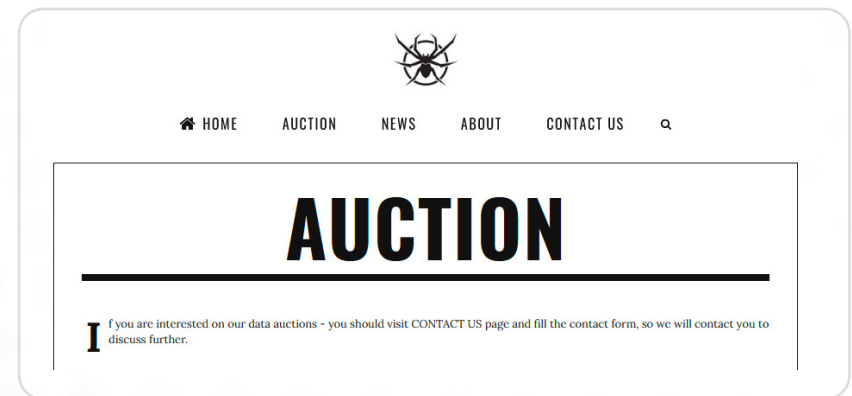 HOME AUCTION NEWS ABOUT CONTACT US
AUCTION
If you are interested on our data auctions - you should visit CONTACT US page and fill the contact form, so we will contact you to
discuss further.